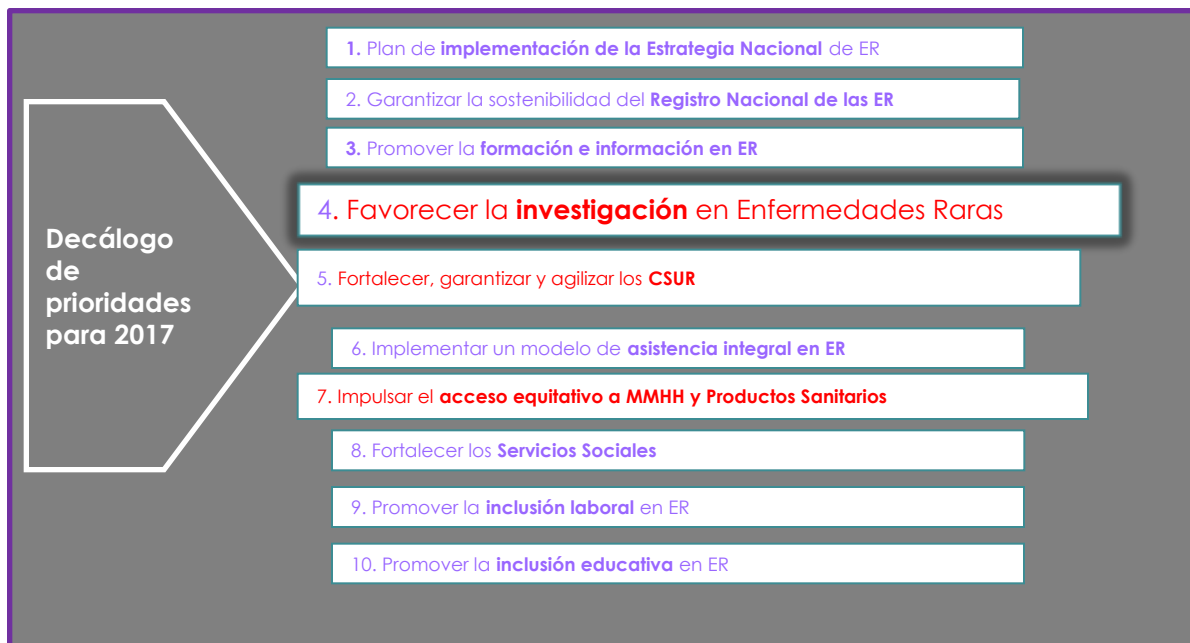 Decálogo
de
prioridades
para 2017
1. Plan de implementación de la Estrategia Nacional de ER
2. Garantizar la sostenibilidad del Registro Nacional de las ER
3. Promover la formación e información en ER
4. Favorecer la investigación en Enfermedades Raras
5. Fortalecer, garantizar y agilizar los CSUR
6. Implementar un modelo de asistencia integral en ER
7. Impulsar el acceso equitativo a MMHH y Productos Sanitarios
8. Fortalecer los Servicios Sociales
9. Promover la inclusión laboral en ER
10. Promover la inclusión educativa en ER